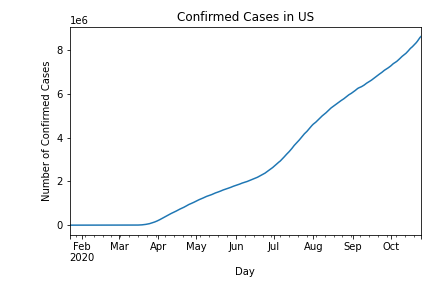 Confirmed Cases in US
1e6
8
6
4
2
0
Number of Confirmed Cases
Feb Mar Apr May Jun Jul Aug Sep Oct
2020
Day